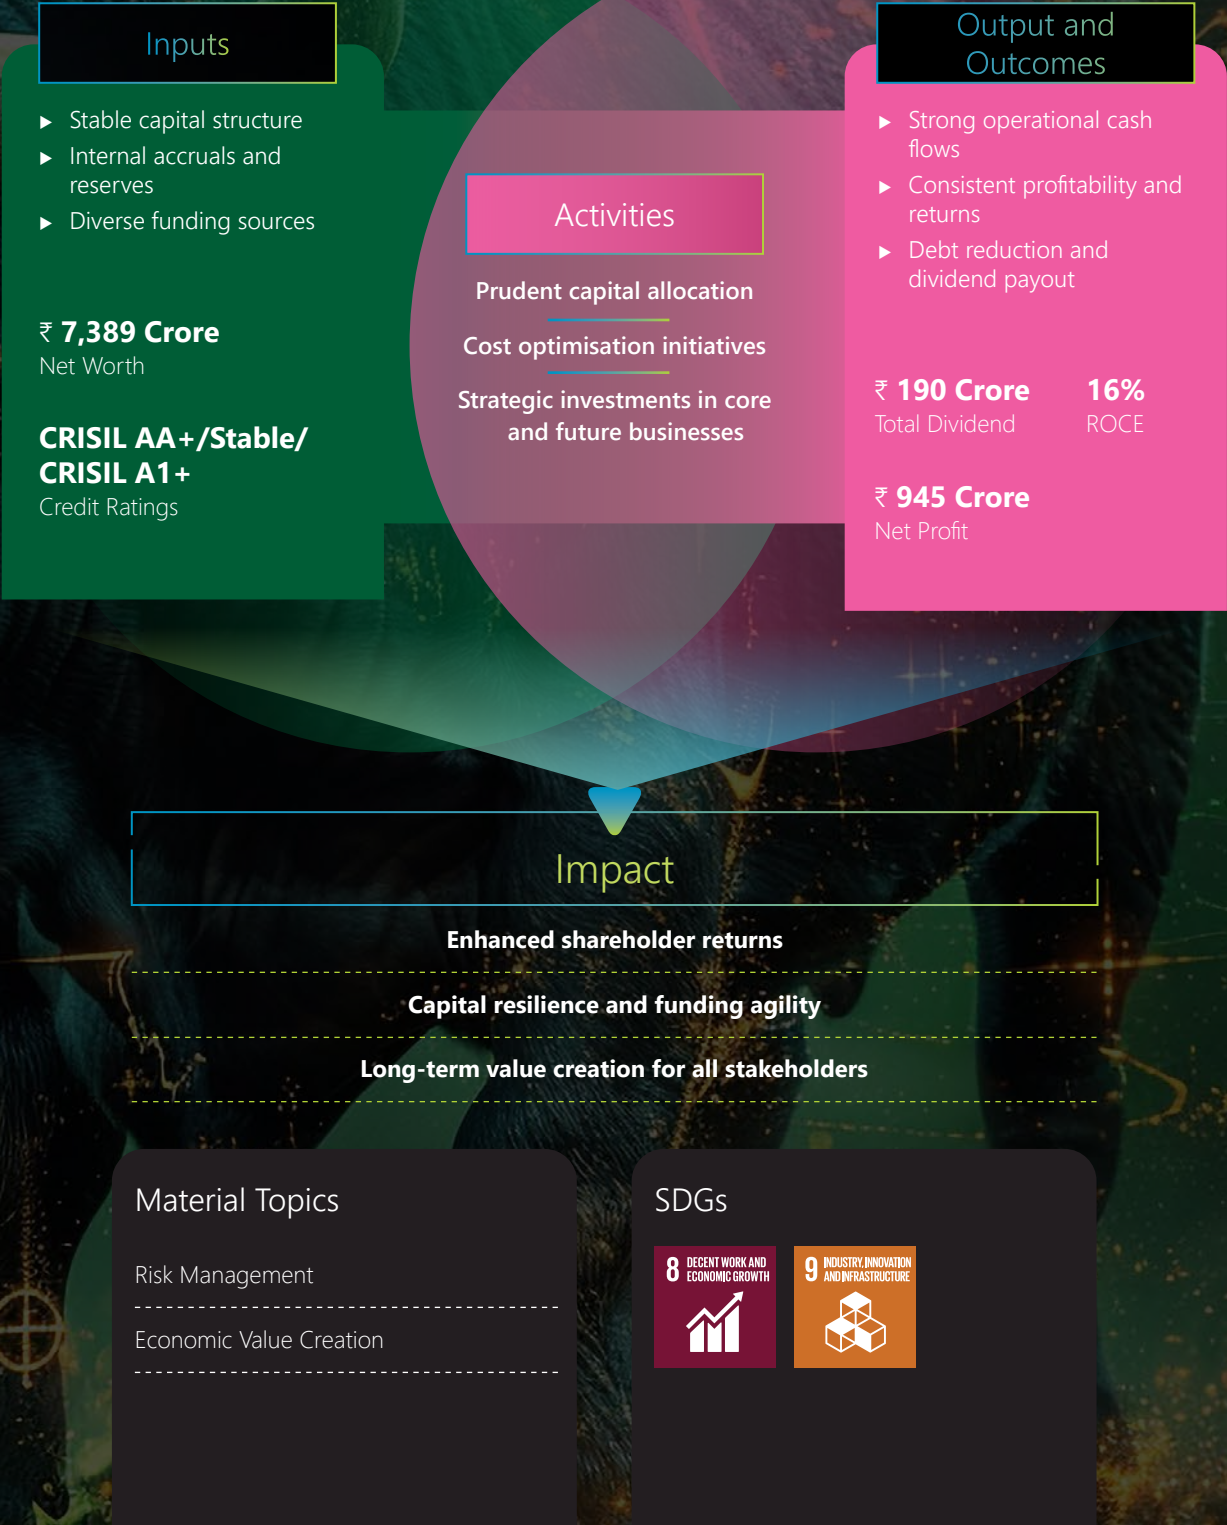 Inputs
▶ Stable capital structure
▶ Internal accruals and
reserves
▶ Diverse funding sources
₹ 7,389 Crore
Net Worth
CRISIL AA+/Stable/
CRISIL A1+
Credit Ratings
Activities
Prudent capital allocation
Cost optimisation initiatives
Strategic investments in core
and future businesses
Output and
Outcomes
▶ Strong operational cash
flows
▶ Consistent profitability and
returns
▶ Debt reduction and
dividend payout
₹ 190 Crore
Total Dividend
16%
ROCE
₹ 945 Crore
Net Profit
Impact
Enhanced shareholder returns
Capital resilience and funding agility
Long-term value creation for all stakeholders
Material Topics
Risk Management
Economic Value Creation
SDGs
8 DECENT WORK AND
ECONOMIC GROWTH
9 INDUSTRY, INNOVATION
AND INFRASTRUCTURE